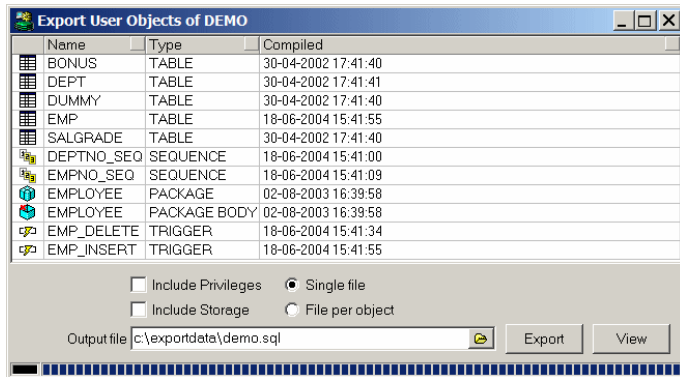 Export User Objects of DEMO
Name Type Compiled
BONUS TABLE 30-04-2002 17:41:40
DEPT TABLE 30-04-2002 17:41:41
DUMMY TABLE 30-04-2002 17:41:40
EMP TABLE 18-06-2004 15:41:55
SALGRADE TABLE 30-04-2002 17:41:40
DEPTNO_SEQ SEQUENCE 18-06-2004 15:41:00
EMPNO_SEQ SEQUENCE 18-06-2004 15:41:09
EMPLOYEE PACKAGE 02-08-2003 16:39:58
EMPLOYEE PACKAGE BODY 02-08-2003 16:39:58
EMP_DELETE TRIGGER 18-06-2004 15:41:34
EMP_INSERT TRIGGER 18-06-2004 15:41:55
Include Privileges Single file
Include Storage File per object
Output file c:\exportdata\demo.sql Export View